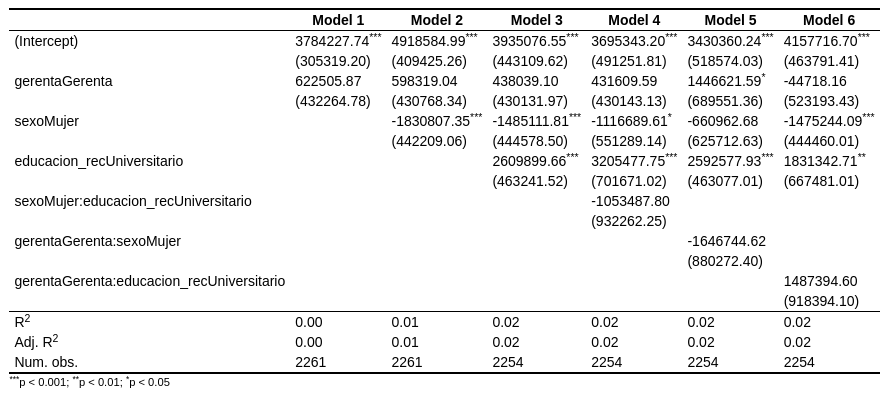 Model 1 Model 2 Model 3 Model 4 Model 5 Model 6
(Intercept) 3784227.74*** 4918584.99*** 3935076.55*** 3695343.20*** 3430360.24*** 4157716.70***
(305319.20) (409425.26) (443109.62) (491251.81) (518574.03) (463791.41)
gerentaGerenta 622505.87 598319.04 438039.10 431609.59 1446621.59* -44718.16
(432264.78) (430768.34) (430131.97) (430143.13) (689551.36) (523193.43)
sexoMujer -1830807.35*** -1485111.81*** -1116689.61* -660962.68 -1475244.09***
(442209.06) (444578.50) (551289.14) (625712.63) (444460.01)
educacion_recUniversitario 2609899.66*** 3205477.75*** 2592577.93*** 1831342.71**
(463241.52) (701671.02) (463077.01) (667481.01)
sexoMujer:educacion_recUniversitario -1053487.80
(932262.25)
gerentaGerenta:sexoMujer -1646744.62
(880272.40)
gerentaGerenta:educacion_recUniversitario 1487394.60
(918394.10)
R2 0.00 0.01 0.02 0.02 0.02 0.02
Adj. R2 0.00 0.01 0.02 0.02 0.02 0.02
Num. obs. 2261 2261 2254 2254 2254 2254
***p < 0.001; **p < 0.01; *p < 0.05